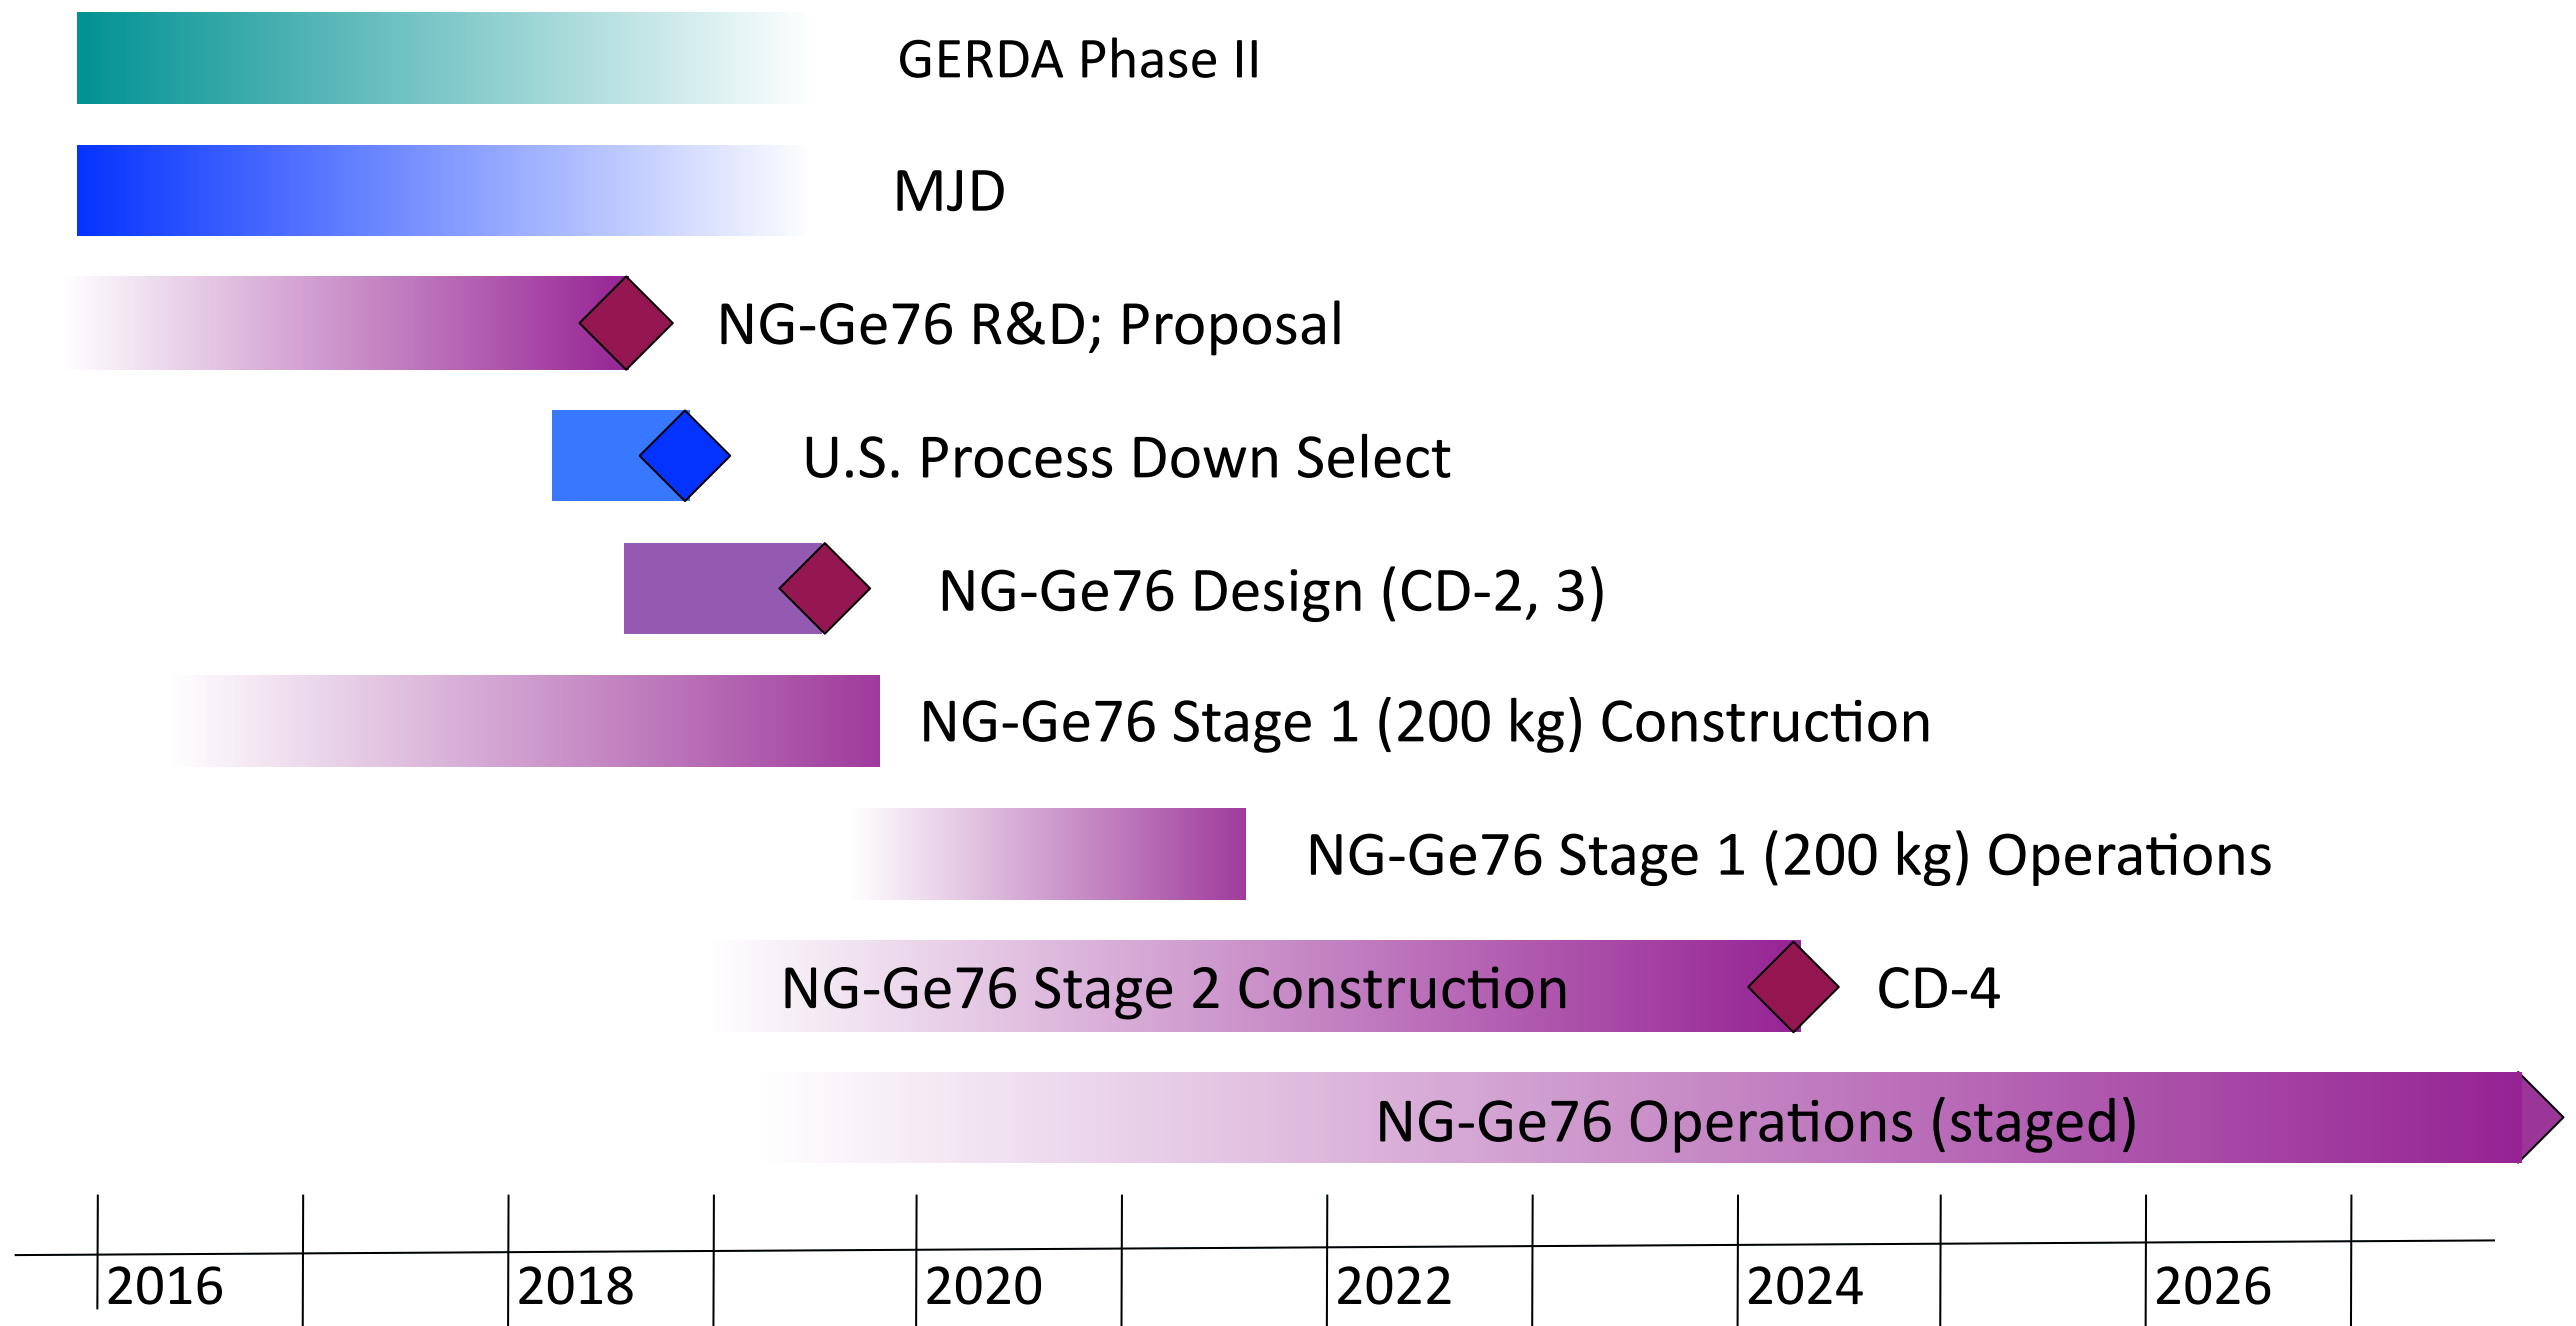 GERDA Phase II
MJD
NG-Ge76 R&D; Proposal
U.S. Process Down Select
NG-Ge76 Design (CD-2, 3)
NG-Ge76 Stage 1 (200 kg) Construction
NG-Ge76 Stage 1 (200 kg) Operations
NG-Ge76 Stage 2 Construction CD-4
NG-Ge76 Operations (staged)
2016 2018 2020 2022 2024 2026